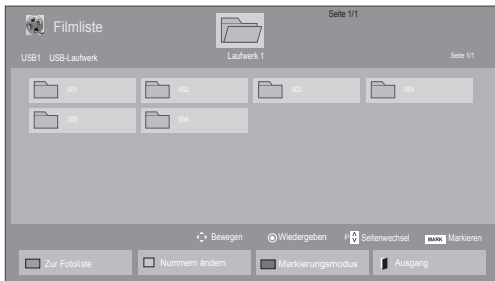 Seite 1/1
Filmliste
Laufwerk 1
USB1 USB-Laufwerk
Seite 1/1
001 002 003 004
005 006
Bewegen Wiedergeben P Seitenwechsel MARK Markieren
Zur Fotoliste Nummern ändern Markierungsmodus Ausgang